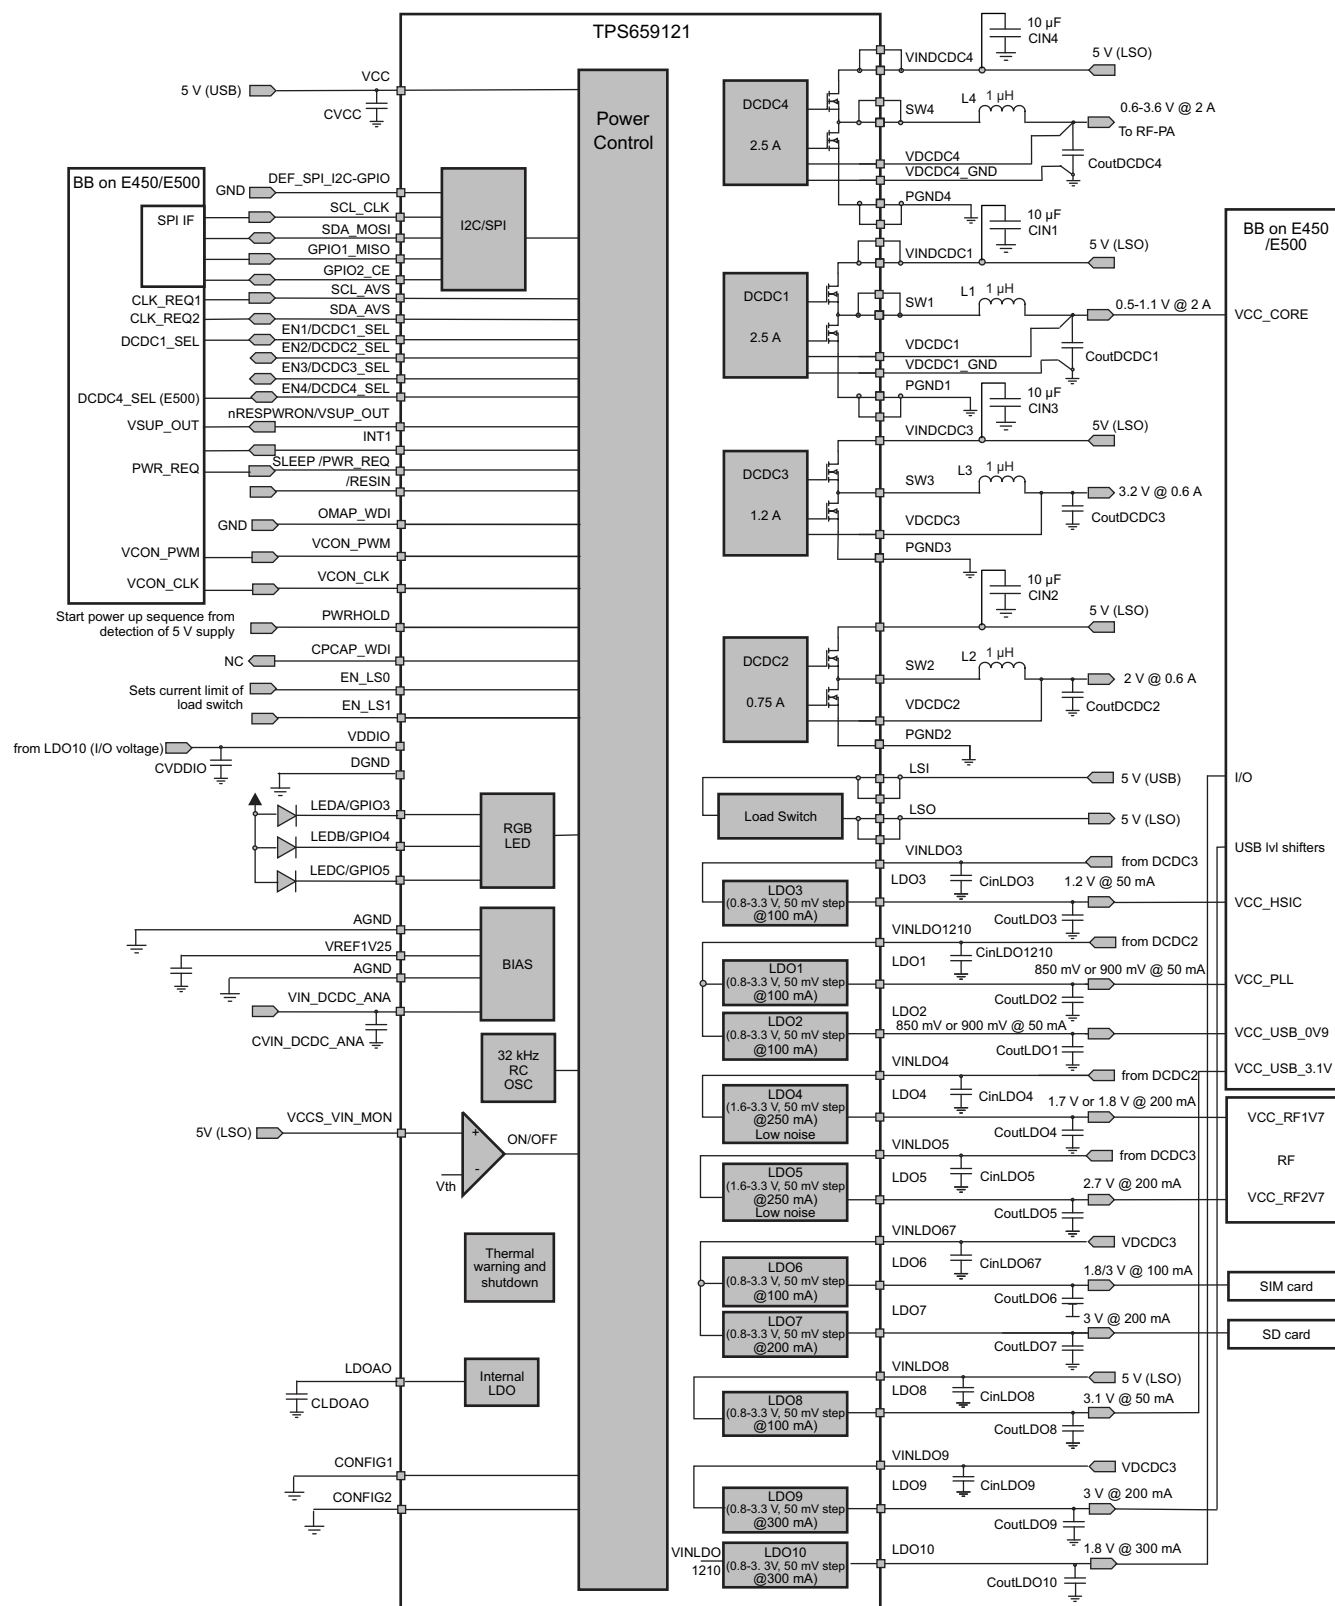 TPS659121
VCC
5 V (USB)
CVCC
Power
Control
BB on E450/E500
SPI IF
GND
DEF_SPI_I2C-GPIO
SCL_CLK
SDA_MOSI
GPIO1_MISO
GPIO2_CE
I2C/SPI
CLK_REQ1
SCL_AVS
CLK_REQ2
SDA_AVS
DCDC1_SEL
EN1/DCDC1_SEL
EN2/DCDC2_SEL
EN3/DCDC3_SEL
DCDC4_SEL (E500)
EN4/DCDC4_SEL
VSUP_OUT
nRESPWRON/VSUP_OUT
INT1
PWR_REQ
SLEEP /PWR_REQ
/RESIN
GND
OMAP_WDI
VCON_PWM
VCON_PWM
VCON_CLK
VCON_CLK
Start power up sequence from
detection of 5 V supply
PWRHOLD
NC
CPCAP_WDI
Sets current limit of
load switch
EN_LS0
EN_LS1
VDDIO
from LDO10 (I/O voltage)
CVDDIO
DGND
LEDA/GPIO3
LEDB/GPIO4
LEDC/GPIO5
RGB
LED
AGND
VREF1V25
AGND
VIN_DCDC_ANA
CVIN_DCDC_ANA
BIAS
32 kHz
RC
OSC
5V (LSO)
VCCS_VIN_MON
+
-
Vth
ON/OFF
Thermal
warning and
shutdown
LDOAO
CLDOAO
Internal
LDO
CONFIG1
CONFIG2
DCDC4
2.5 A
VINDCDC4
10 µF
CIN4
5 V (LSO)
SW4
L4
1 µH
0.6-3.6 V @ 2 A
To RF-PA
VDCDC4
VDCDC4_GND
CoutDCDC4
PGND4
DCDC1
2.5 A
10 µF
CIN1
VINDCDC1
5 V (LSO)
SW1
L1
1 µH
0.5-1.1 V @ 2 A
VDCDC1
VDCDC1_GND
CoutDCDC1
PGND1
DCDC3
1.2 A
10 µF
CIN3
VINDCDC3
5V (LSO)
SW3
L3
1 µH
3.2 V @ 0.6 A
VDCDC3
CoutDCDC3
PGND3
DCDC2
0.75 A
10 µF
CIN2
5 V (LSO)
SW2
L2
1 µH
2 V @ 0.6 A
VDCDC2
CoutDCDC2
PGND2
Load Switch
LSI
5 V (USB)
LSO
5 V (LSO)
VINLDO3
from DCDC3
LDO3
CinLDO3
1.2 V @ 50 mA
LDO3
(0.8-3.3 V, 50 mV step
@100 mA)
CoutLDO3
VINLDO1210
from DCDC2
LDO1
CinLDO1210
850 mV or 900 mV @ 50 mA
LDO1
(0.8-3.3 V, 50 mV step
@100 mA)
CoutLDO2
LDO2
850 mV or 900 mV @ 50 mA
LDO2
(0.8-3.3 V, 50 mV step
@100 mA)
CoutLDO1
VINLDO4
from DCDC2
LDO4
CinLDO4
1.7 V or 1.8 V @ 200 mA
LDO4
(1.6-3.3 V, 50 mV step
@250 mA)
Low noise
CoutLDO4
VINLDO5
from DCDC3
LDO5
CinLDO5
2.7 V @ 200 mA
LDO5
(1.6-3.3 V, 50 mV step
@250 mA)
Low noise
CoutLDO5
VINLDO67
VDCDC3
LDO6
CinLDO67
1.8/3 V @ 100 mA
LDO6
(0.8-3.3 V, 50 mV step
@100 mA)
CoutLDO6
LDO7
3 V @ 200 mA
LDO7
(0.8-3.3 V, 50 mV step
@200 mA)
CoutLDO7
VINLDO8
5 V (LSO)
LDO8
CinLDO8
3.1 V @ 50 mA
LDO8
(0.8-3.3 V, 50 mV step
@100 mA)
CoutLDO8
VINLDO9
VDCDC3
LDO9
CinLDO9
3 V @ 200 mA
LDO9
(0.8-3.3 V, 50 mV step
@300 mA)
CoutLDO9
VINLDO
1210
LDO10
(0.8-3. 3V, 50 mV step
@300 mA)
LDO10
1.8 V @ 300 mA
CoutLDO10
BB on E450
/E500
VCC_CORE
I/O
USB lvl shifters
VCC_HSIC
VCC_PLL
VCC_USB_0V9
VCC_USB_3.1V
VCC_RF1V7
RF
VCC_RF2V7
SIM card
SD card